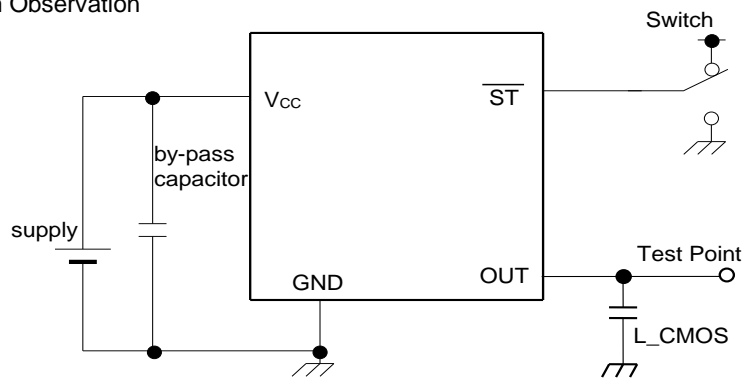 Observation
Switch
VCC
ST
by-pass
capacitor
supply
Test Point
GND
OUT
L_CMOS